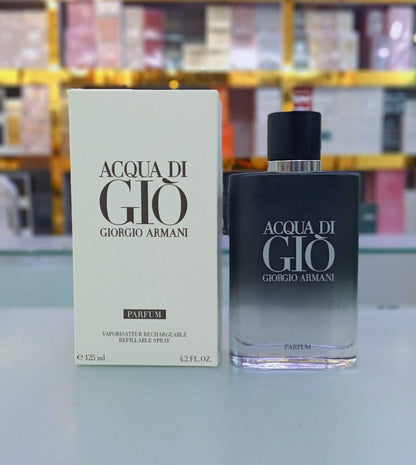 ACQUA DI
GIÒ
GIORGIO ARMANI
PARFUM
VAPORISATEUR RECHARGEABLE
REFILLABLE SPRAY
℮ 125 ml 4.2 FL. OZ.
ACQUA DI
GIÒ
GIORGIO ARMANI
PARFUM